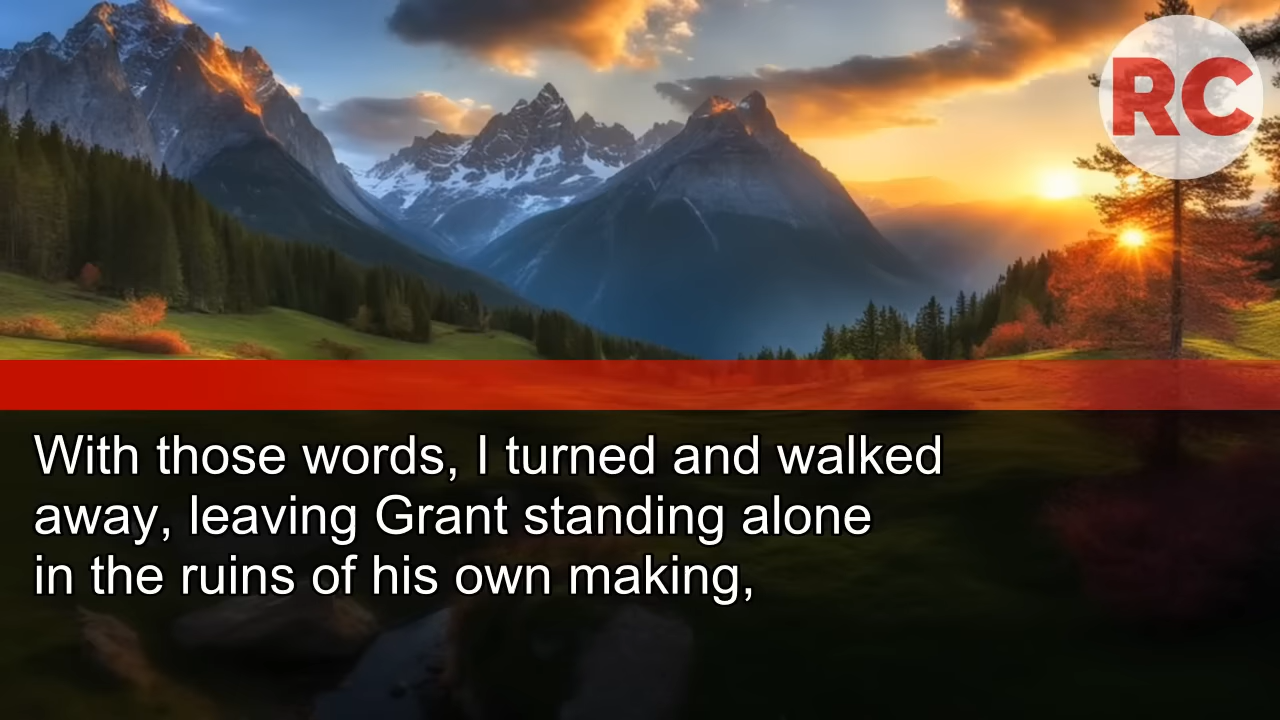 RC
With those words, I turned and walked
away, leaving Grant standing alone
in the ruins of his own making,